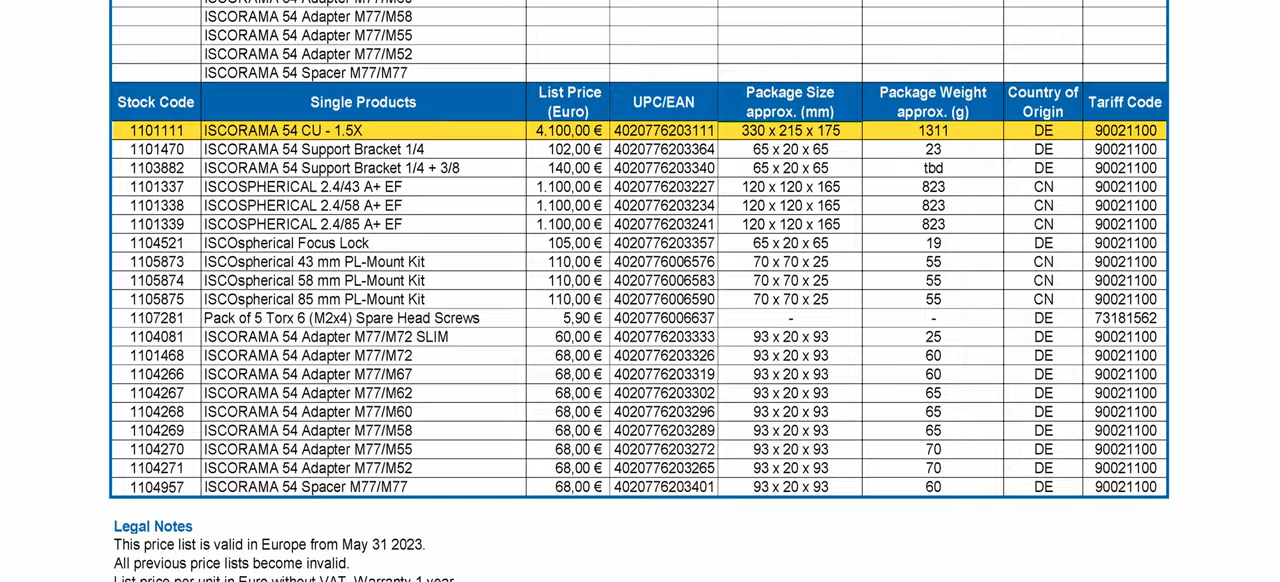 ISCORAMA 54 Adapter M77/M58
ISCORAMA 54 Adapter M77/M55
ISCORAMA 54 Adapter M77/M52
ISCORAMA 54 Spacer M77/M77
Stock Code Single Products List Price (Euro) UPC/EAN Package Size approx. (mm) Package Weight approx. (g) Country of Origin Tariff Code
1101111 ISCORAMA 54 CU - 1.5X 4.100,00 € 4020776203111 330 x 215 x 175 1311 DE 90021100
1101470 ISCORAMA 54 Support Bracket 1/4 102,00 € 4020776203364 65 x 20 x 65 23 DE 90021100
1103882 ISCORAMA 54 Support Bracket 1/4 + 3/8 140,00 € 4020776203340 65 x 20 x 65 tbd DE 90021100
1101337 ISCOSPHERICAL 2.4/43 A+ EF 1.100,00 € 4020776203227 120 x 120 x 165 823 CN 90021100
1101338 ISCOSPHERICAL 2.4/58 A+ EF 1.100,00 € 4020776203234 120 x 120 x 165 823 CN 90021100
1101339 ISCOSPHERICAL 2.4/85 A+ EF 1.100,00 € 4020776203241 120 x 120 x 165 823 CN 90021100
1104521 ISCOspherical Focus Lock 105,00 € 4020776203357 65 x 20 x 65 19 DE 90021100
1105873 ISCOspherical 43 mm PL-Mount Kit 110,00 € 4020776006576 70 x 70 x 25 55 CN 90021100
1105874 ISCOspherical 58 mm PL-Mount Kit 110,00 € 4020776006583 70 x 70 x 25 55 CN 90021100
1105875 ISCOspherical 85 mm PL-Mount Kit 110,00 € 4020776006590 70 x 70 x 25 55 CN 90021100
1107281 Pack of 5 Torx 6 (M2x4) Spare Head Screws 5,90 € 4020776006637 - - DE 73181562
1104081 ISCORAMA 54 Adapter M77/M72 SLIM 60,00 € 4020776203333 93 x 20 x 93 25 DE 90021100
1101468 ISCORAMA 54 Adapter M77/M72 68,00 € 4020776203326 93 x 20 x 93 60 DE 90021100
1104266 ISCORAMA 54 Adapter M77/M67 68,00 € 4020776203319 93 x 20 x 93 60 DE 90021100
1104267 ISCORAMA 54 Adapter M77/M62 68,00 € 4020776203302 93 x 20 x 93 65 DE 90021100
1104268 ISCORAMA 54 Adapter M77/M60 68,00 € 4020776203296 93 x 20 x 93 65 DE 90021100
1104269 ISCORAMA 54 Adapter M77/M58 68,00 € 4020776203289 93 x 20 x 93 65 DE 90021100
1104270 ISCORAMA 54 Adapter M77/M55 68,00 € 4020776203272 93 x 20 x 93 70 DE 90021100
1104271 ISCORAMA 54 Adapter M77/M52 68,00 € 4020776203265 93 x 20 x 93 70 DE 90021100
1104957 ISCORAMA 54 Spacer M77/M77 68,00 € 4020776203401 93 x 20 x 93 60 DE 90021100
Legal Notes
This price list is valid in Europe from May 31 2023.
All previous price lists become invalid.
List price per unit in Euro without VAT. Warranty 1 year